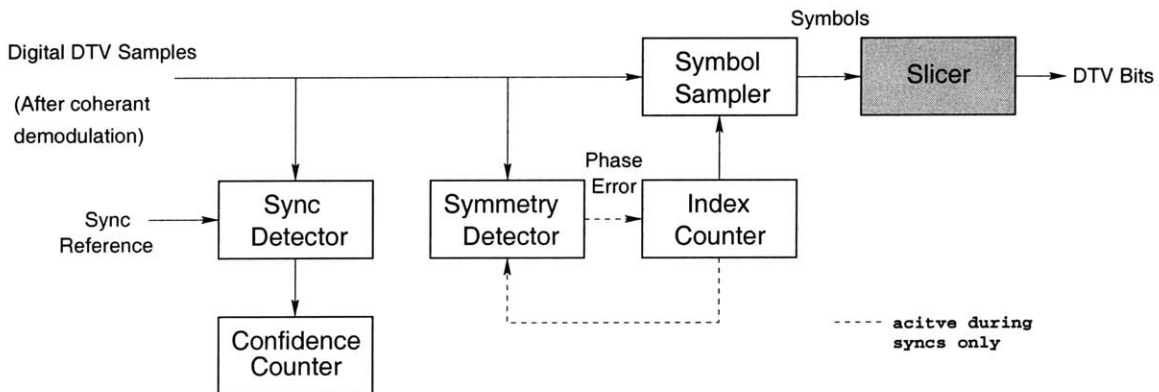 Symbols
Digital DTV Samples
(After coherant
demodulation)
Symbol
Sampler
Slicer
DTV Bits
Phase
Error
Sync
Reference
Sync
Detector
Symmetry
Detector
Index
Counter
Confidence
Counter
acitve during
syncs only